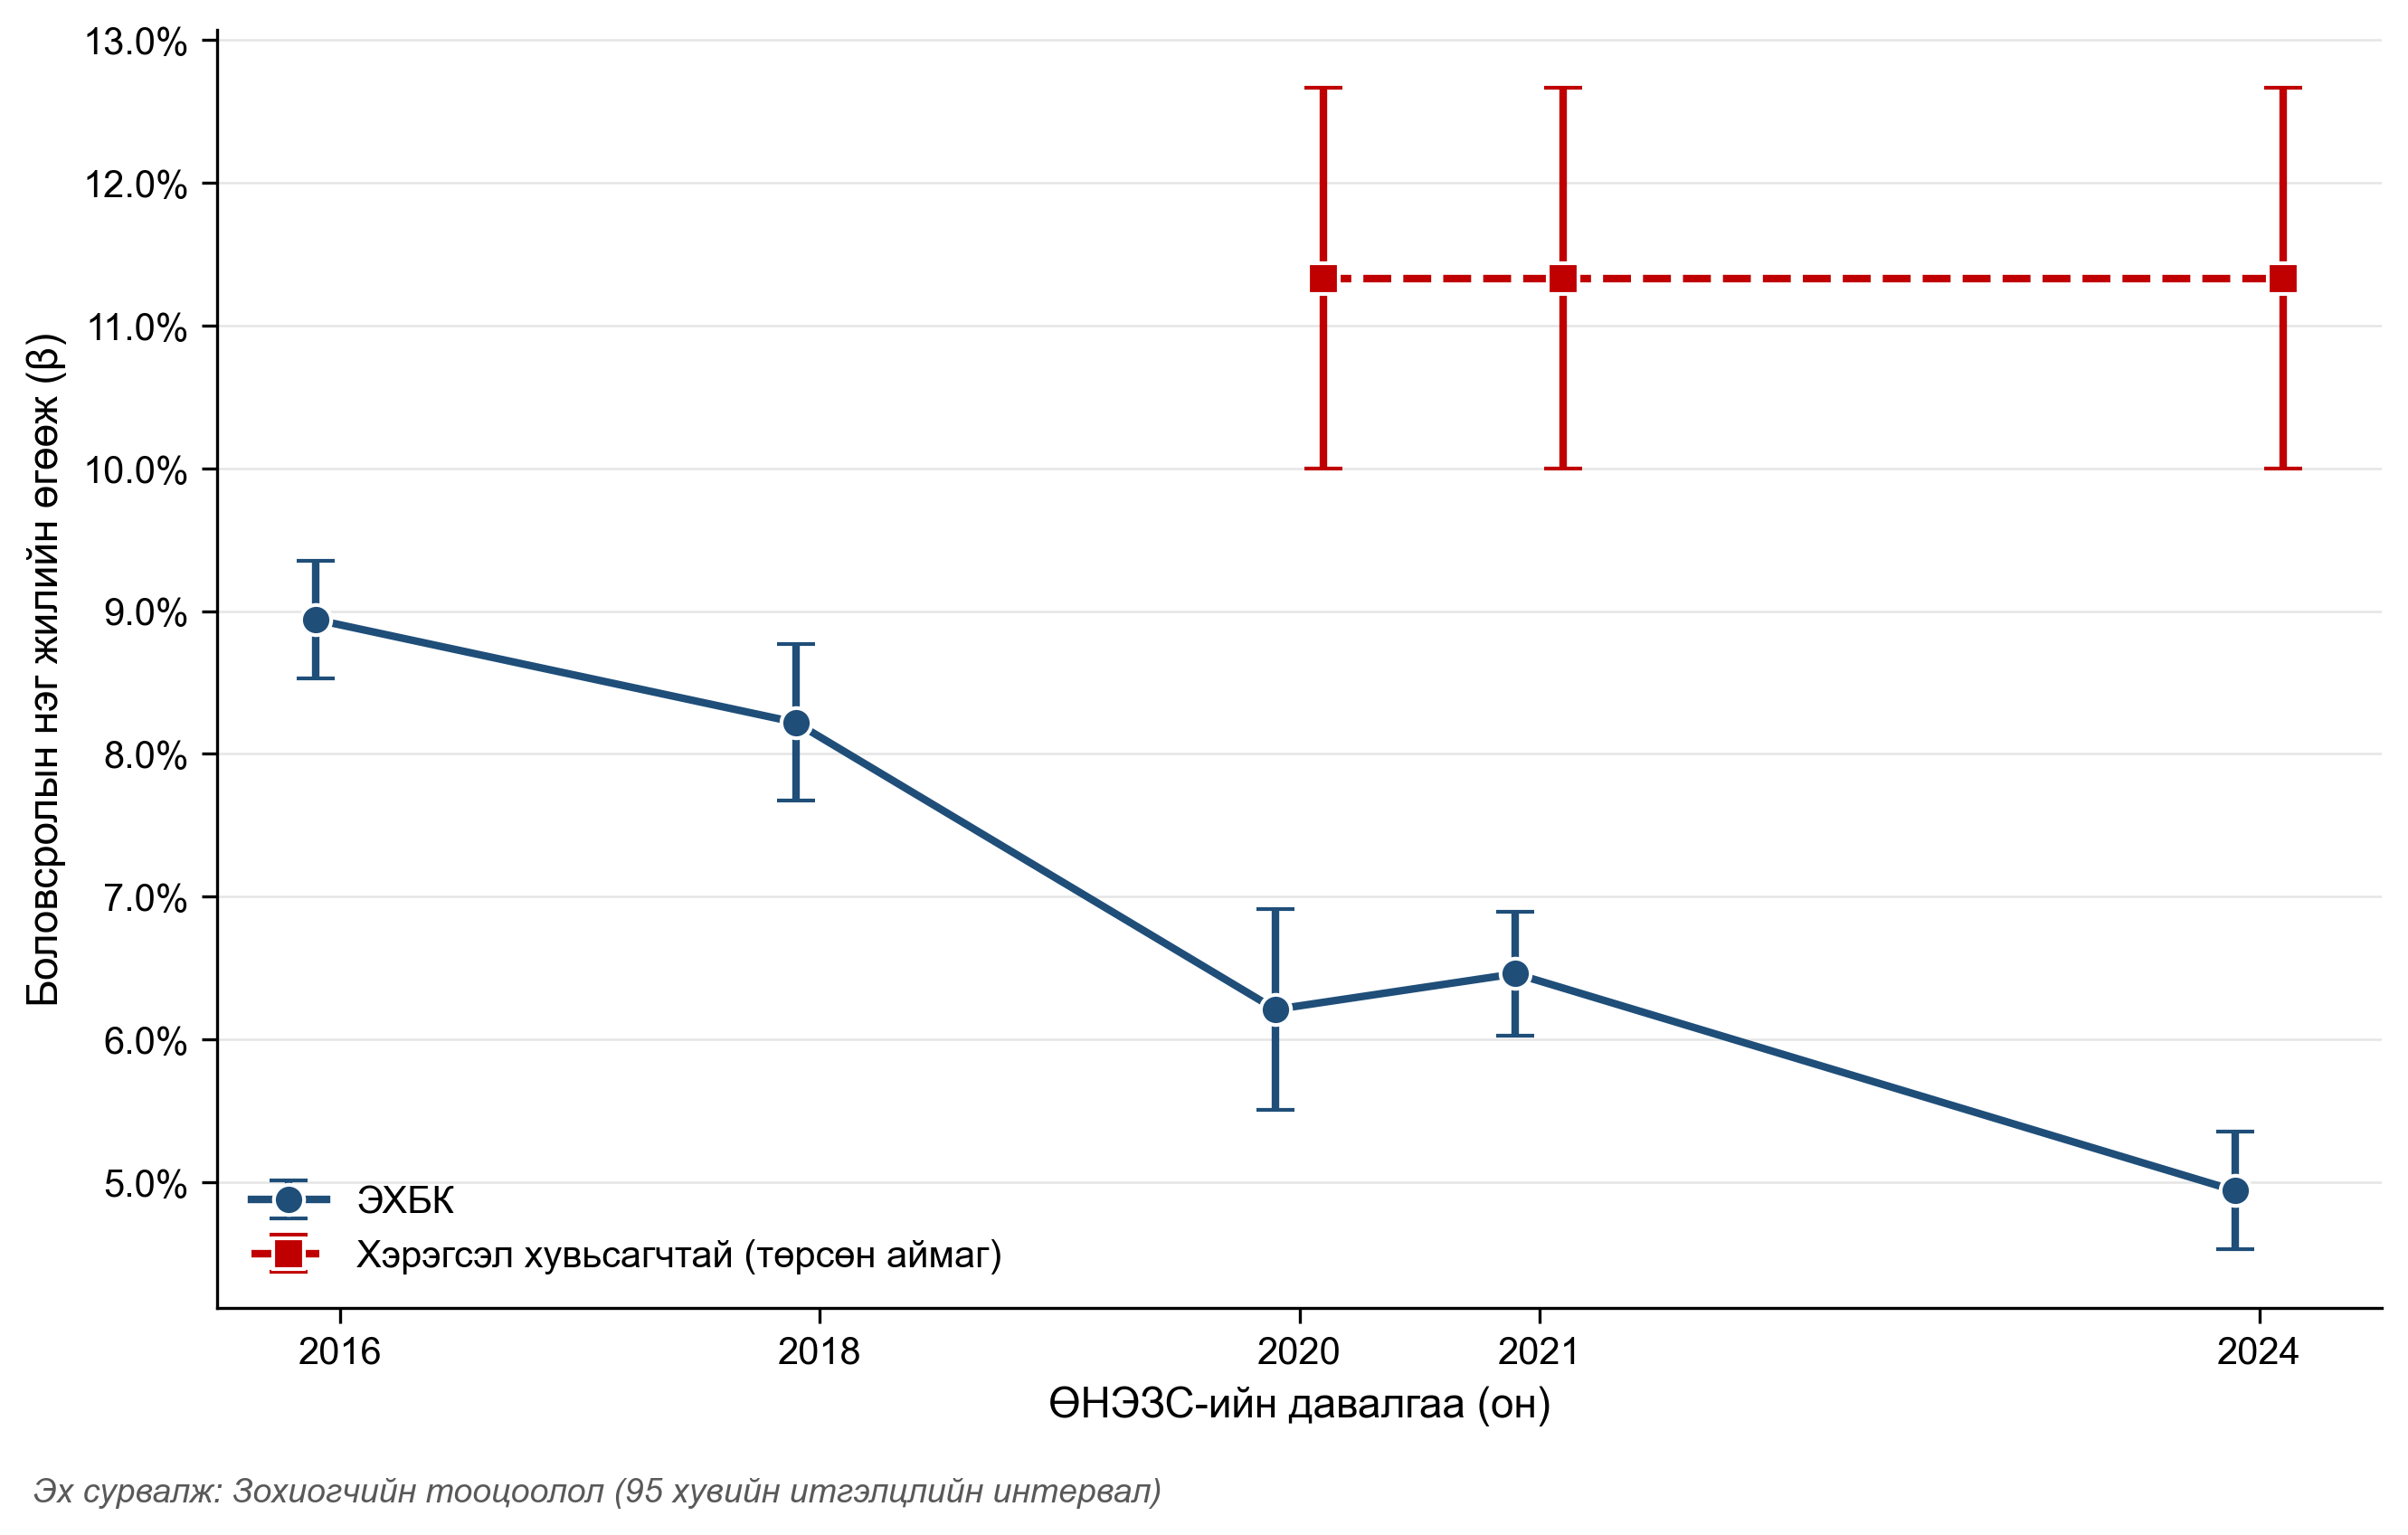 13.0%
12.0%
11.0%
10.0%
9.0%
8.0%
7.0%
6.0%
5.0%
Боловсролын нэг жилийн өгөөж (β)
ЭХБК
Хэрэгсэл хувьсагчтай (төрсөн аймаг)
2016 2018 2020 2021 2024
ӨНЭЗС-ийн давалгаа (он)
Эх сурвалж: Зохиогчийн тооцоолол (95 хувийн итгэлцлийн интервал)